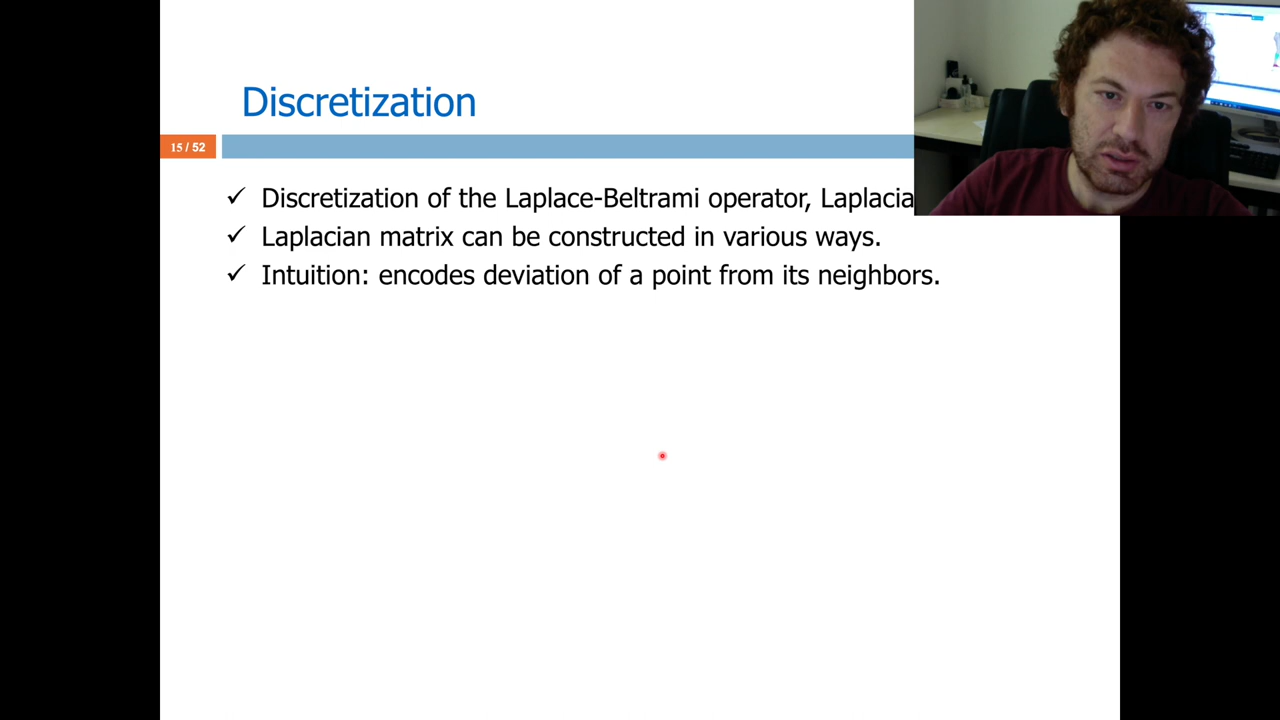 Discretization
15 / 52
✓ Discretization of the Laplace-Beltrami operator,
✓ Laplacian matrix can be constructed in various ways.
✓ Intuition: encodes deviation of a point from its neighbors.